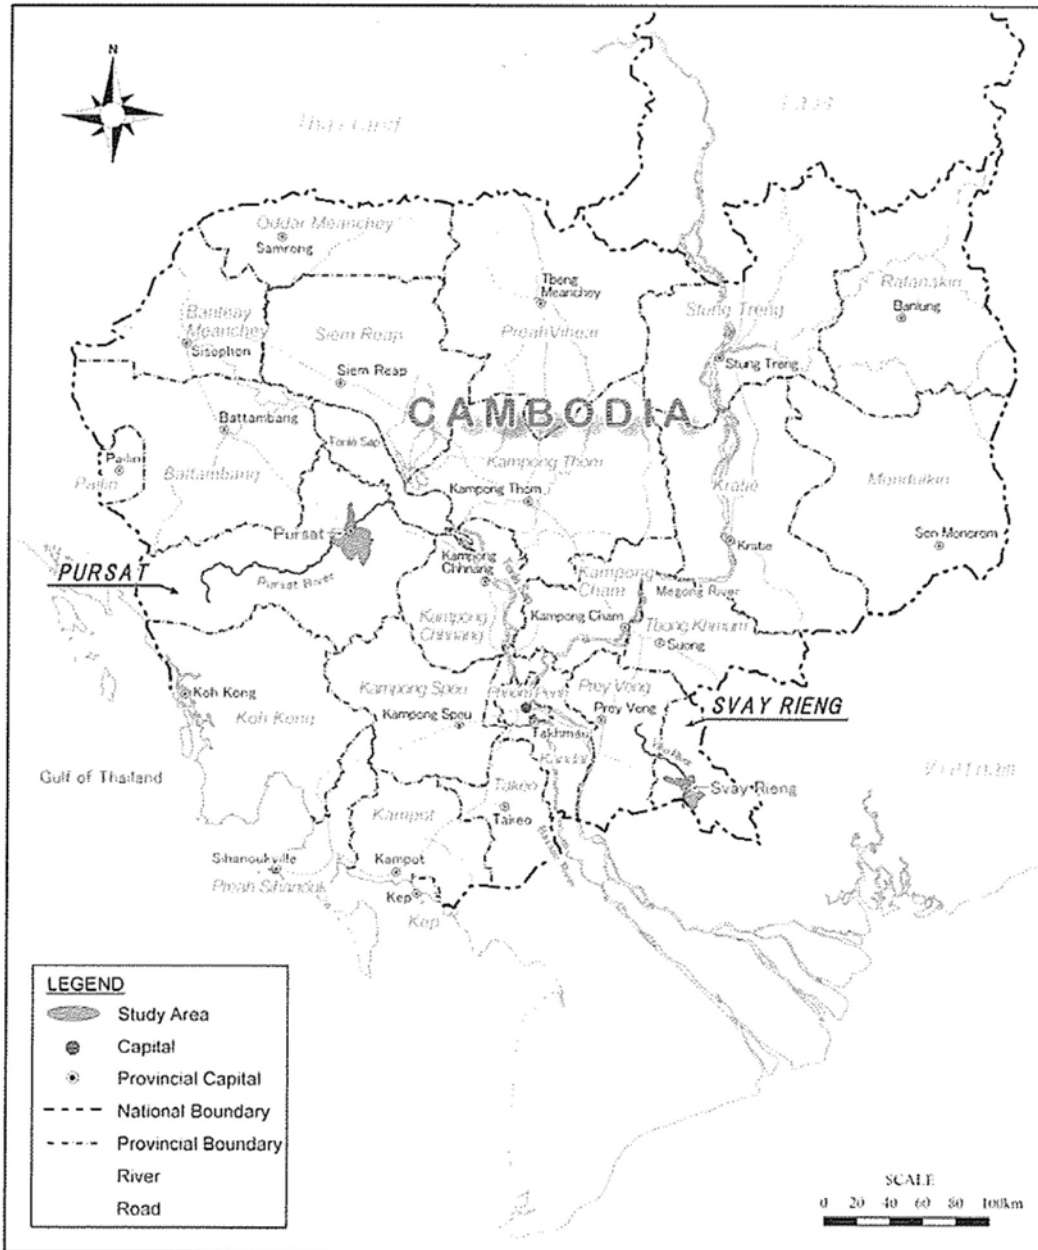 N
Thailand
Laos
Oddar Meanchey
Samrong
Tbeng
Meanchey
Ratanakiri
Banlung
Banteay
Meanchey
Sisophon
Siem Reap
Preah Vihear
Stung Treng
Stung Treng
Siem Reap
CAMBODIA
Battambang
Tonle Sap
Pailin
Pailin
Battambang
Kampong Thom
Kampong Thom
Kratie
Mondulkiri
Sen Monorom
Pursat
Kratie
PURSAT
Pursat River
Kampong
Chhnang
Kampong
Cham
Megong River
Kampong
Chhnang
Kampong Cham
Tbong Khmum
Suong
Kampong Speu
Phnom Penh
Prey Veng
SVAY RIENG
Koh Kong
Koh Kong
Kampong Speu
Prey Veng
Takhmau
Kandal
Gulf of Thailand
Takeo
Svay Rieng
Vietnam
Kampot
Takeo
Sihanoukville
Kampot
Preah Sihanouk
Kep
Kep
LEGEND
Study Area
Capital
Provincial Capital
National Boundary
Provincial Boundary
River
Road
SCALE
0 20 40 60 80 100km